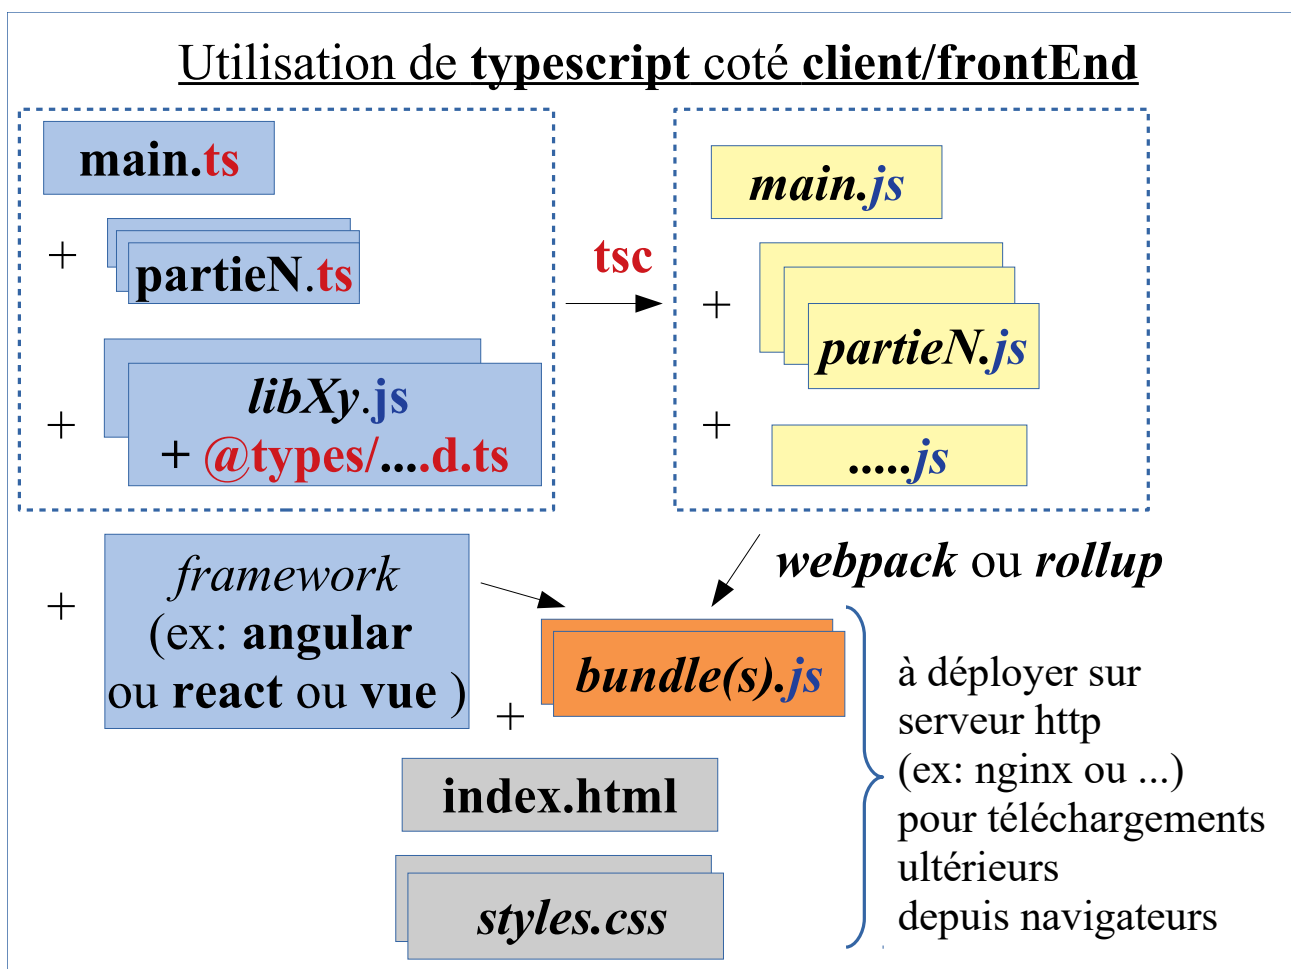 Utilisation de typescript coté client/frontEnd
main.ts
+
partieN.ts
+
libXy.js
+ @types/....d.ts
tsc
main.js
+
partieN.js
+
.....js
+
framework
(ex: angular
ou react ou vue )
webpack ou rollup
bundle(s).js
+
index.html
styles.css
à déployer sur
serveur http
(ex: nginx ou ...)
pour téléchargements
ultérieurs
depuis navigateurs